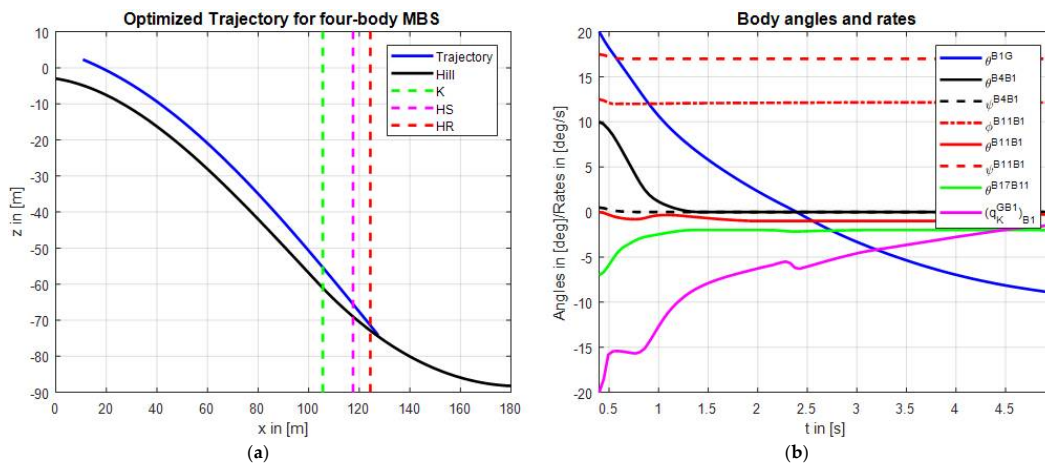 Optimized Trajectory for four-body MBS
z in [m]
10
0
-10
-20
-30
-40
-50
-60
-70
-80
-90
Trajectory
Hill
K
HS
HR
0 20 40 60 80 100 120 140 160 180
x in [m]
(a)
Body angles and rates
Angles in [deg]/Rates in [deg/s]
20
15
10
5
0
-5
-10
-15
-20
θ^B1G
θ^B4B1
ψ^B4B1
ϕ^B11B1
θ^B11B1
ψ^B11B1
θ^B17B11
(q_K^GB1)_B1
0.5 1 1.5 2 2.5 3 3.5 4 4.5
t in [s]
(b)